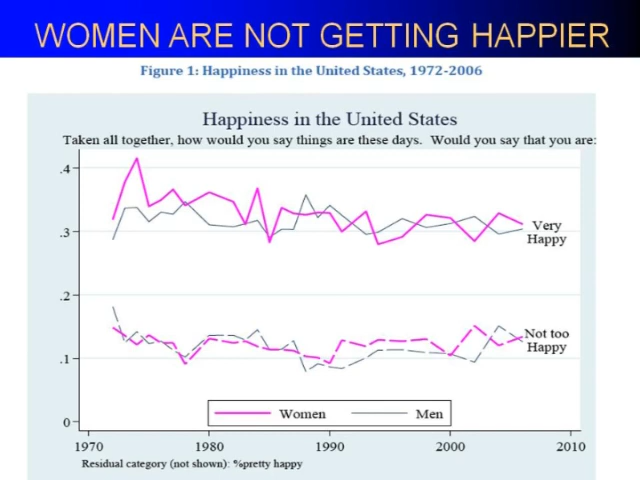 WOMEN ARE NOT GETTING HAPPIER
Figure 1: Happiness in the United States, 1972-2006
Happiness in the United States
Taken all together, how would you say things are these days. Would you say that you are:
.4
.3
Very
Happy
.2
Not too
Happy
.1
0
Women Men
1970 1980 1990 2000 2010
Residual category (not shown): %pretty happy